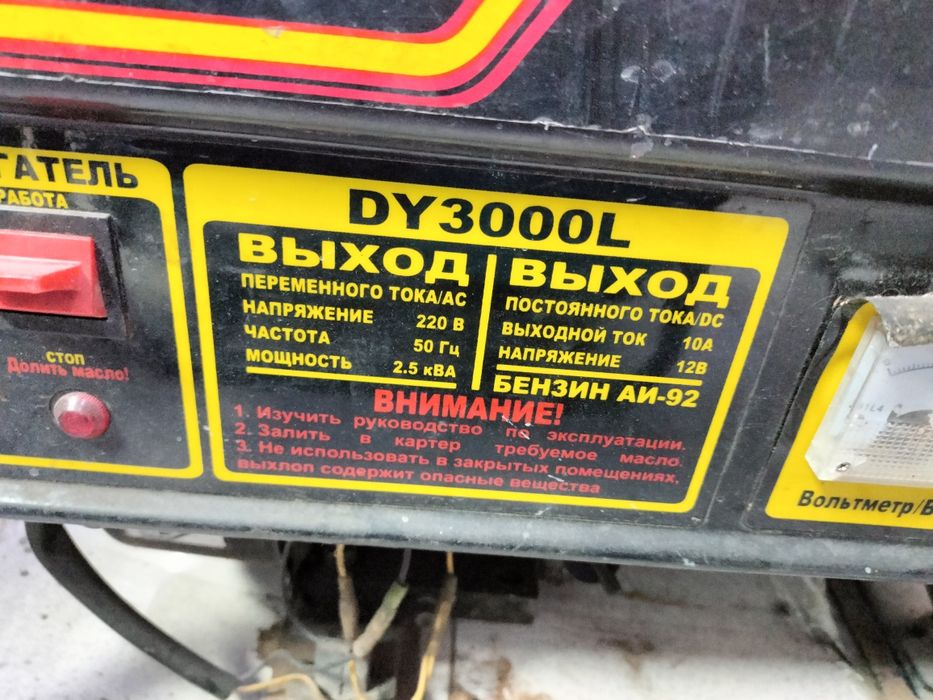 ГАТЕЛЬ
РАБОТА
СТОП
Долить масло!
DY3000L
ВЫХОД
ПЕРЕМЕННОГО ТОКА/AC
НАПРЯЖЕНИЕ 220 В
ЧАСТОТА 50 Гц
МОЩНОСТЬ 2.5 кВА
ВЫХОД
ПОСТОЯННОГО ТОКА/DC
ВЫХОДНОЙ ТОК 10А
НАПРЯЖЕНИЕ 12В
БЕНЗИН АИ-92
ВНИМАНИЕ!
1. Изучить руководство по эксплуатации.
2. Залить в картер требуемое масло.
3. Не использовать в закрытых помещениях,
выхлоп содержит опасные вещества
Вольтметр/В